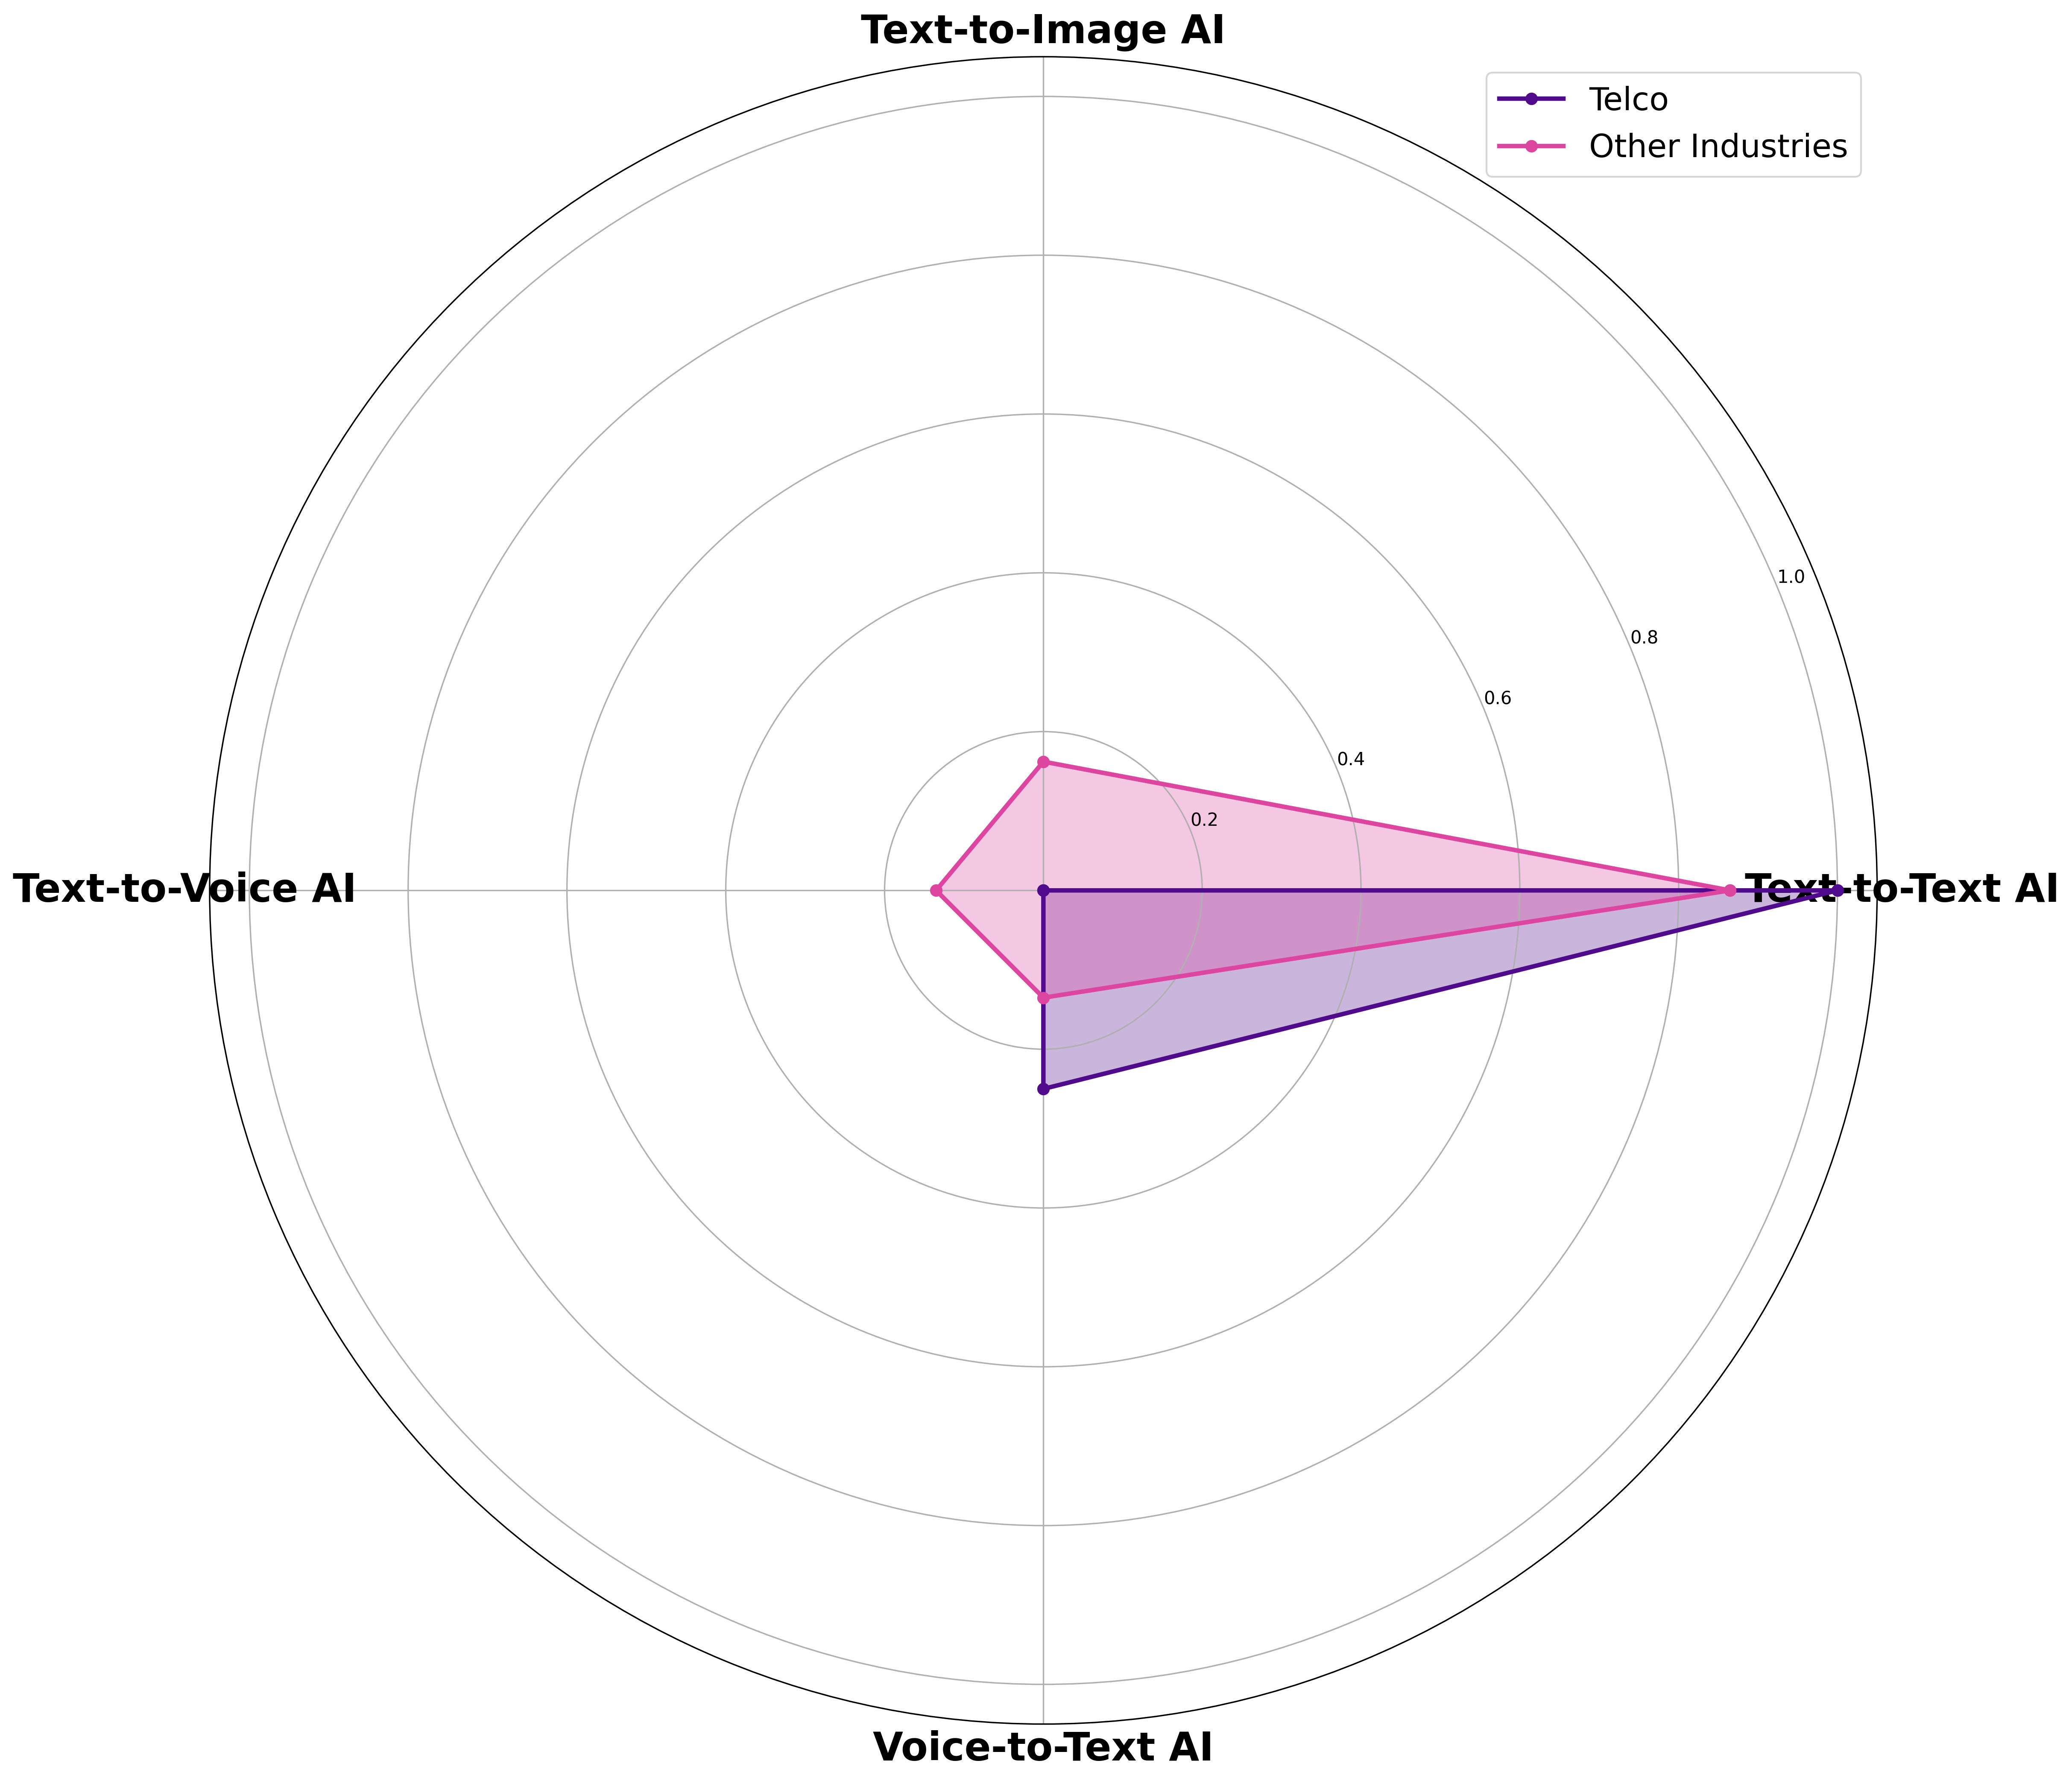 Text-to-Image AI
Telco
Other Industries
1.0
0.8
0.6
0.4
0.2
Text-to-Voice AI
Text-to-Text AI
Voice-to-Text AI